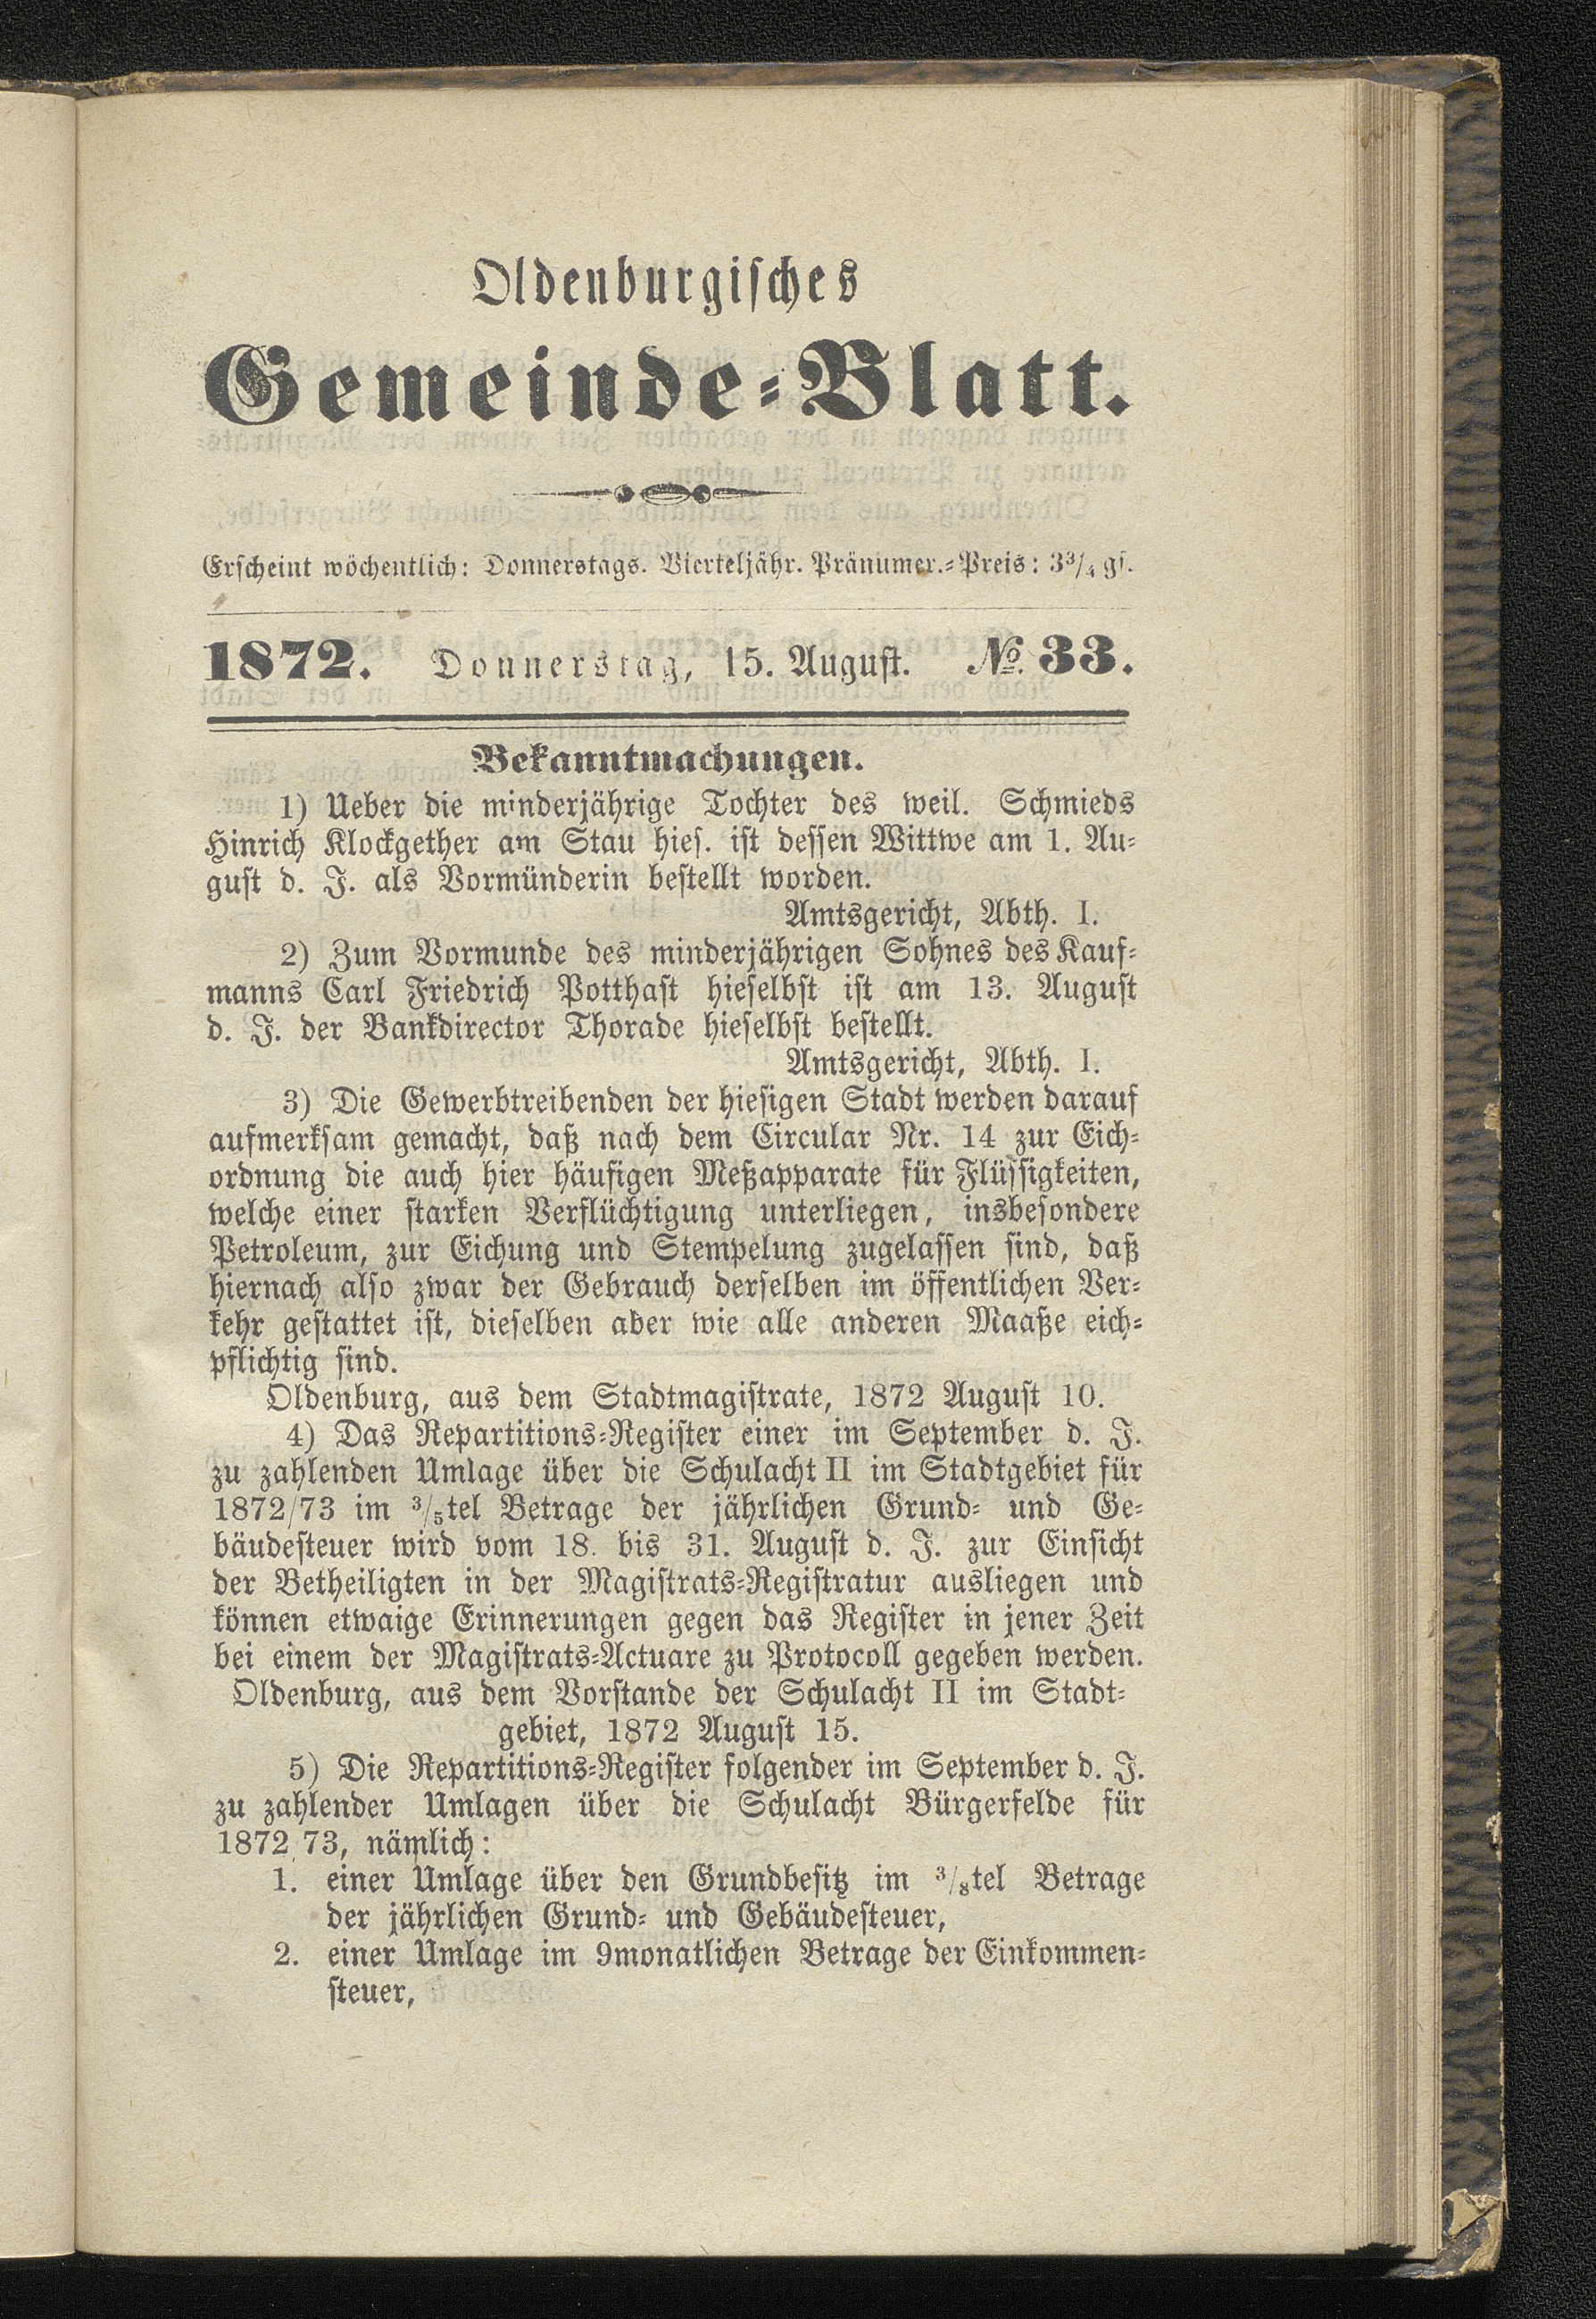 Oldenburgisches
Gemeinde-Blatt.
Erscheint wöchentlich: Donnerstags. Vierteljähr. Pränumer.-Preis: 3 3/4 gs.
1872. Donnerstag, 15. August. №. 33.
Bekanntmachungen.
1) Ueber die minderjährige Tochter des weil. Schmieds
Hinrich Klockgether am Stau hies. ist dessen Wittwe am 1. Au-
gust d. J. als Vormünderin bestellt worden.
Amtsgericht, Abth. I.
2) Zum Vormunde des minderjährigen Sohnes des Kauf-
manns Carl Friedrich Potthast hieselbst ist am 13. August
d. J. der Bankdirector Thorade hieselbst bestellt.
Amtsgericht, Abth. I.
3) Die Gewerbtreibenden der hiesigen Stadt werden darauf
aufmerksam gemacht, daß nach dem Circular Nr. 14 zur Eich-
ordnung die auch hier häufigen Meßapparate für Flüssigkeiten,
welche einer starken Verflüchtigung unterliegen, insbesondere
Petroleum, zur Eichung und Stempelung zugelassen sind, daß
hiernach also zwar der Gebrauch derselben im öffentlichen Ver-
kehr gestattet ist, dieselben aber wie alle anderen Maaße eich-
pflichtig sind.
Oldenburg, aus dem Stadtmagistrate, 1872 August 10.
4) Das Repartitions-Register einer im September d. J.
zu zahlenden Umlage über die Schulacht II im Stadtgebiet für
1872/73 im 3/5tel Betrage der jährlichen Grund- und Ge-
bäudesteuer wird vom 18. bis 31. August d. J. zur Einsicht
der Betheiligten in der Magistrats-Registratur ausliegen und
können etwaige Erinnerungen gegen das Register in jener Zeit
bei einem der Magistrats-Actuare zu Protocoll gegeben werden.
Oldenburg, aus dem Vorstande der Schulacht II im Stadt-
gebiet, 1872 August 15.
5) Die Repartitions-Register folgender im September d. J.
zu zahlender Umlagen über die Schulacht Bürgerfelde für
1872/73, nämlich:
1. einer Umlage über den Grundbesitz im 3/8tel Betrage
der jährlichen Grund- und Gebäudesteuer,
2. einer Umlage im 9monatlichen Betrage der Einkommen-
steuer,